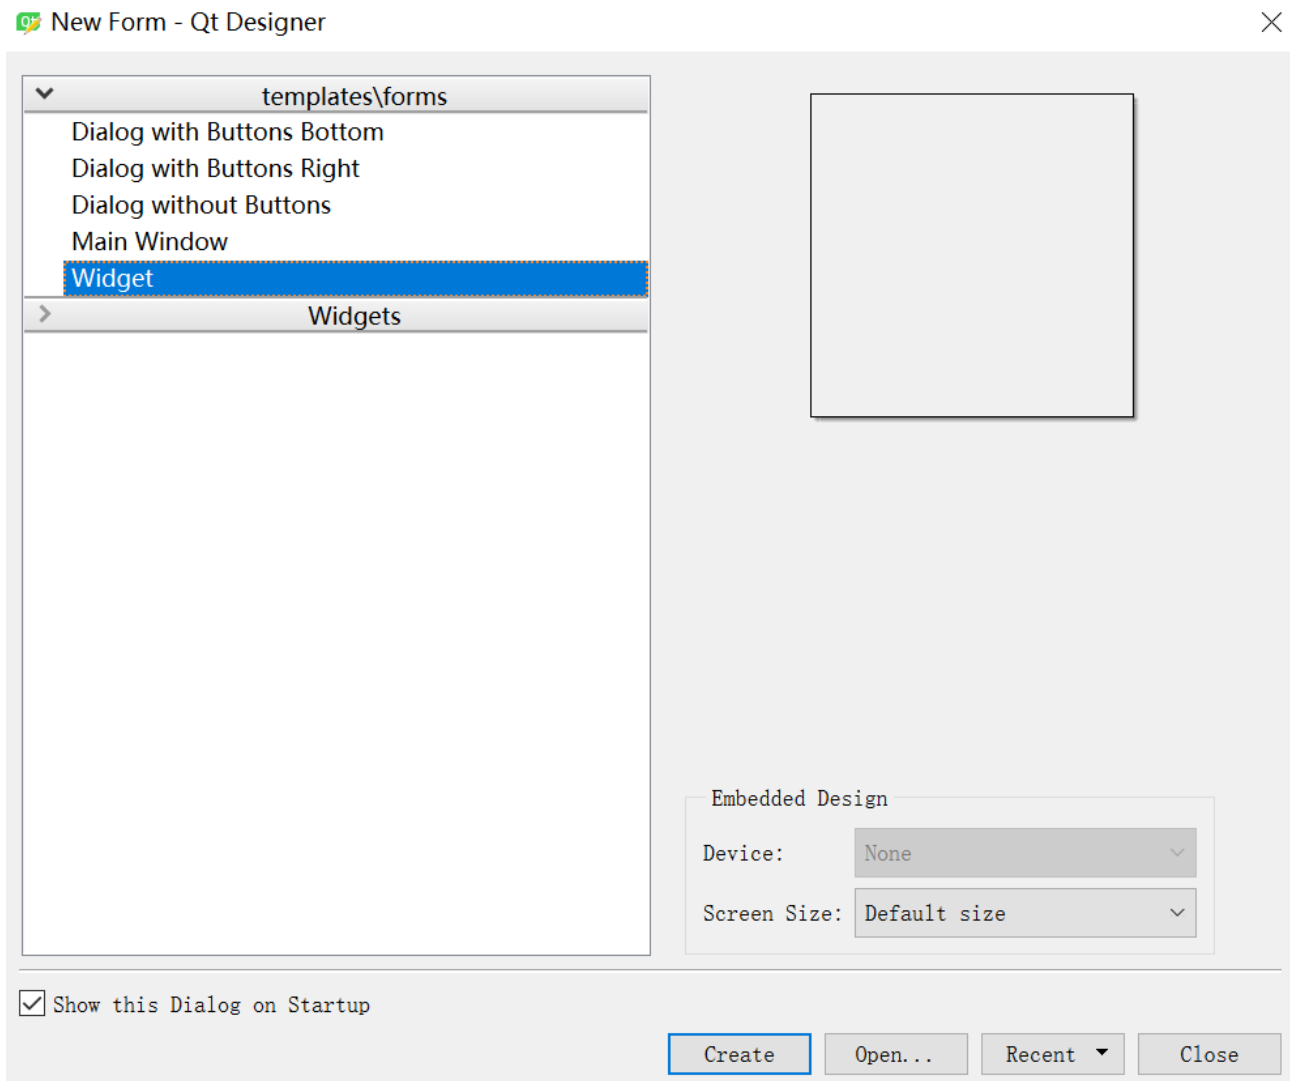 New Form - Qt Designer
templates\forms
Dialog with Buttons Bottom
Dialog with Buttons Right
Dialog without Buttons
Main Window
Widget
Widgets
Embedded Design
Device: None
Screen Size: Default size
Show this Dialog on Startup
Create Open... Recent Close